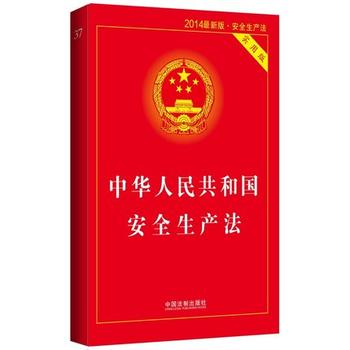 37
2014最新版·安全生产法
实用版
中华人民共和国
安全生产法
中国法制出版社